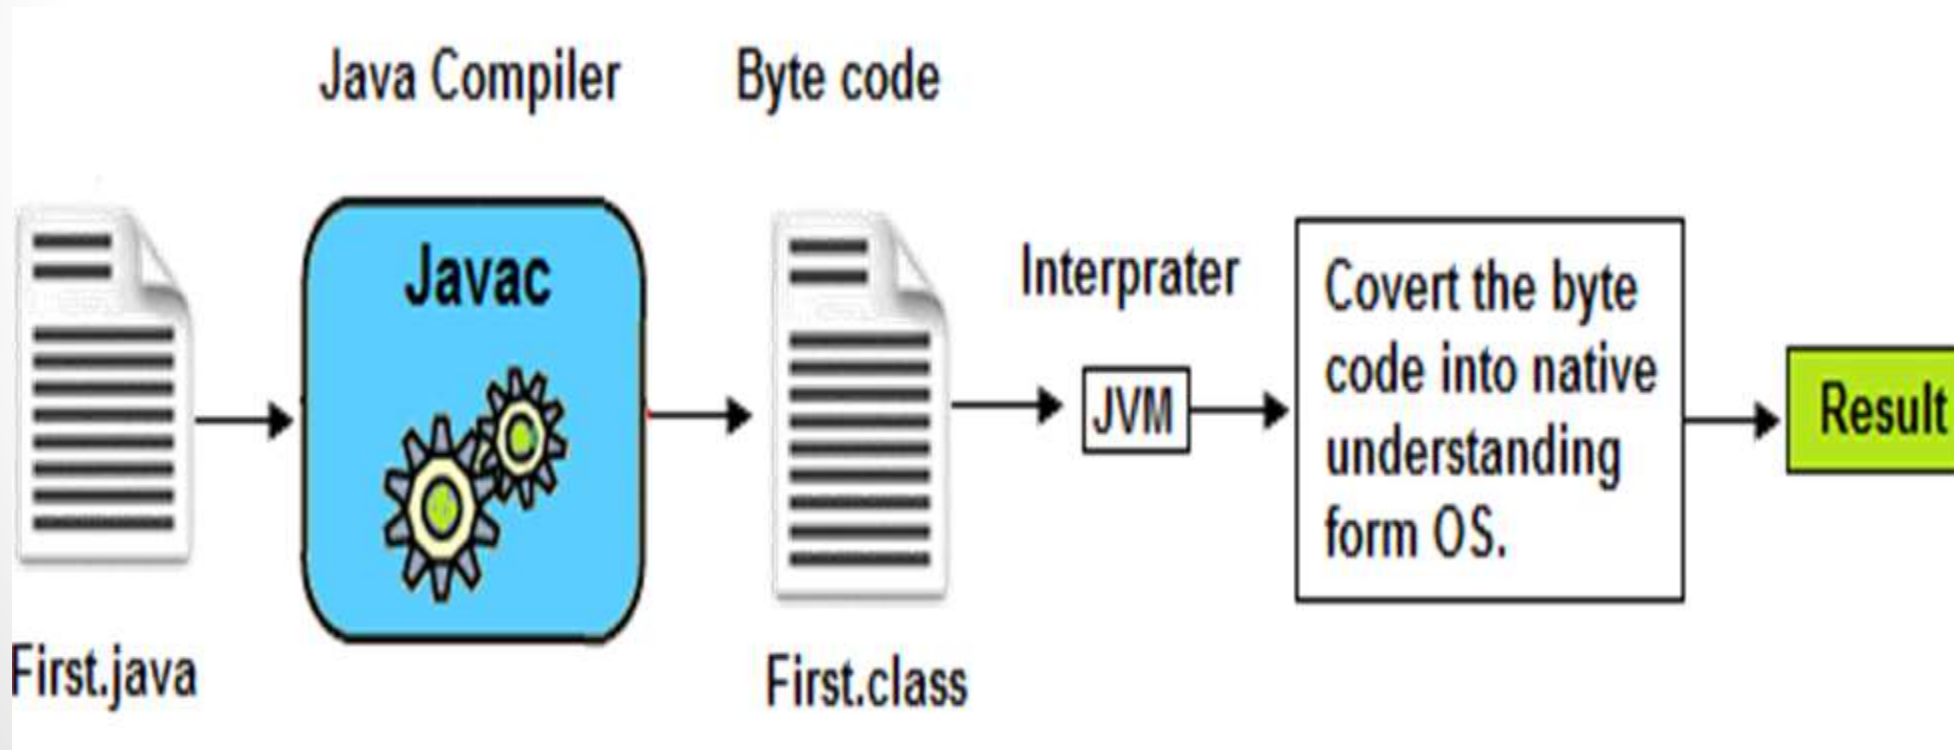 Java Compiler
Byte code
Javac
Interprater
JVM
Covert the byte
code into native
understanding
form OS.
Result
First.java
First.class